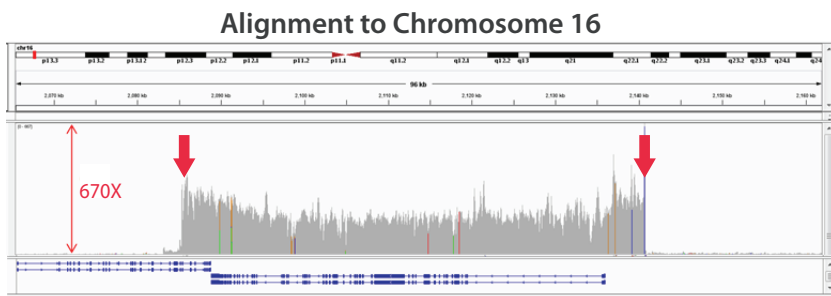 Alignment to Chromosome 16
chr16
p13.3 p13.2 p13.12 p12.3 p12.1 p11.2 p11.1 q11.2 q12.1 q12.2 q13 q21 q22.1 q22.2 q23.1 q23.2 q23.3 q24.1 q24
96 kb
2,070 kb 2,080 kb 2,090 kb 2,100 kb 2,110 kb 2,120 kb 2,130 kb 2,140 kb 2,150 kb 2,160 kb
670X